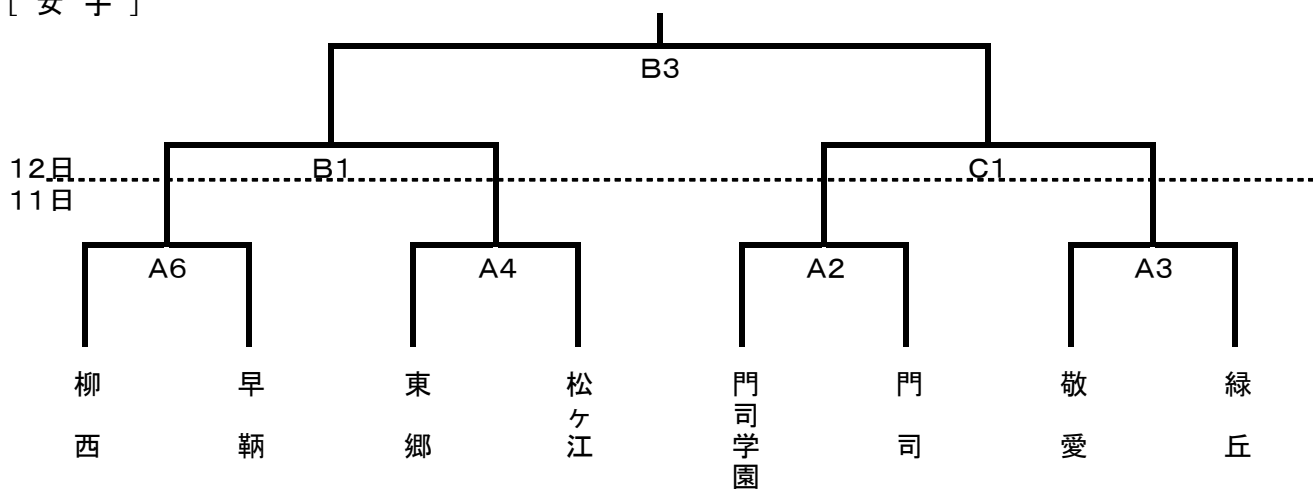 [ 女 子 ]
B3
12日
B1
C1
11日
A6
A4
A2
A3
柳西
早鞆
東郷
松ヶ江
門司学園
門司
敬愛
緑丘